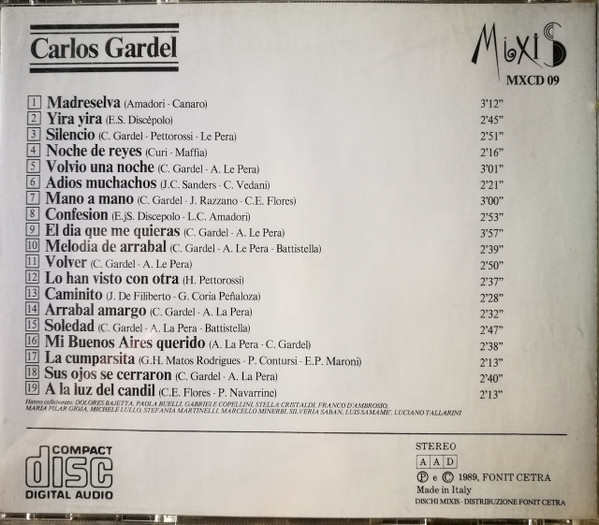 Carlos Gardel
MixiS
MXCD 09
1 Madreselva (Amadori - Canaro) 3'12"
2 Yira yira (E.S. Discépolo) 2'45"
3 Silencio (C. Gardel - Pettorossi - Le Pera) 2'51"
4 Noche de reyes (Curi - Maffia) 2'16"
5 Volvio una noche (C. Gardel - A. Le Pera) 3'01"
6 Adios muchachos (J.C. Sanders - C. Vedani) 2'21"
7 Mano a mano (C. Gardel - J. Razzano - C.E. Flores) 3'00"
8 Confesion (E.jS. Discepolo - L.C. Amadori) 2'53"
9 El dia que me quieras (C. Gardel - A. Le Pera) 3'57"
10 Melodia de arrabal (C. Gardel - A. Le Pera - Battistella) 2'39"
11 Volver (C. Gardel - A. Le Pera) 2'50"
12 Lo han visto con otra (H. Pettorossi) 2'37"
13 Caminito (J. De Filiberto - G. Coria Peñaloza) 2'28"
14 Arrabal amargo (C. Gardel - A. La Pera) 2'32"
15 Soledad (C. Gardel - A. La Pera - Battistella) 2'47"
16 Mi Buenos Aires querido (A. La Pera - C. Gardel) 2'38"
17 La cumparsita (G.H. Matos Rodrigues - P. Contursi - E.P. Maroni) 2'13"
18 Sus ojos se cerraron (C. Gardel - A. La Pera) 2'40"
19 A la luz del candil (C.E. Flores - P. Navarrine) 2'13"
Hanno collaborato: DOLORES BAJETTA, PAOLA BUELLI, GABRIELE COPELLINI, STELLA CRISTALDI, FRANCO D'AMBROSIO,
MARIA PILAR GIOJA, MICHELE LULLO, STEFANIA MARTINELLI, MARCELLO MINERBI, SILVERIA SABAN, LUIS SAMAME', LUCIANO TALLARINI
COMPACT
disc
DIGITAL AUDIO
STEREO
A A D
Ⓟ e © 1989, FONIT CETRA
Made in Italy
DISCHI MIXIS - DISTRIBUZIONE FONIT CETRA